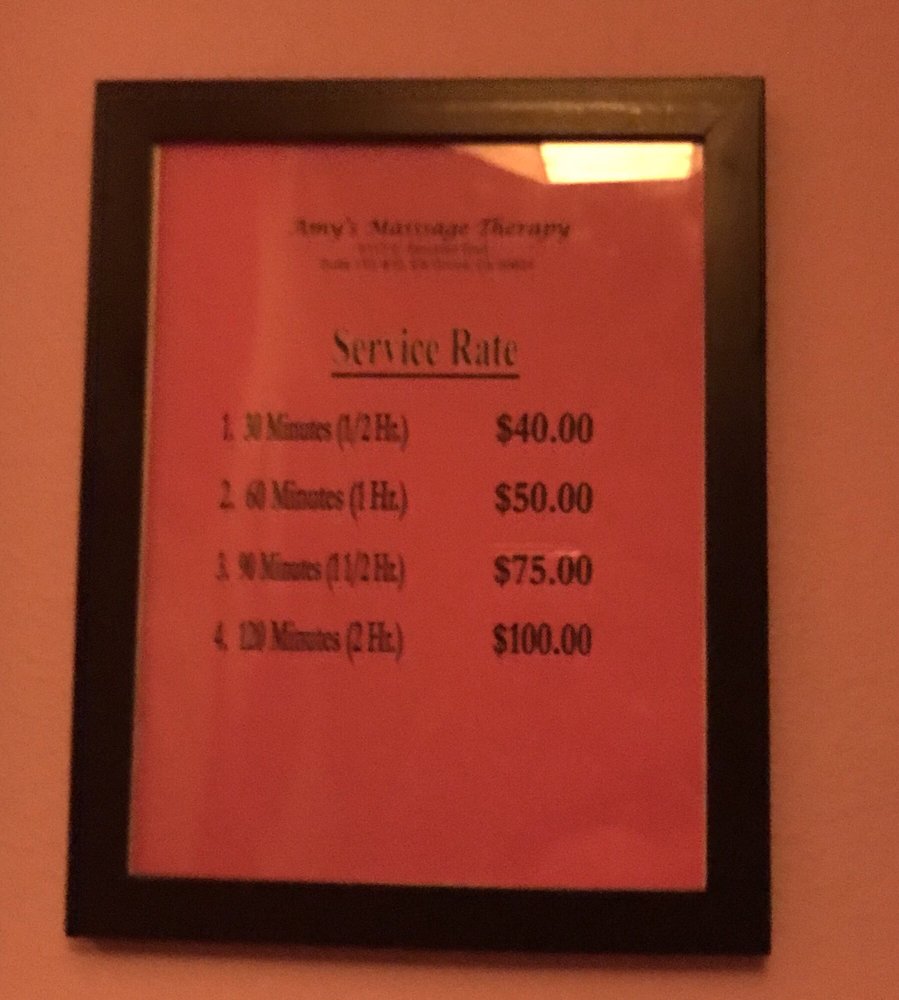 Amy's Massage Therapy
Service Rate
1. 30 Minutes (1/2 Hr.) $40.00
2. 60 Minutes (1 Hr.) $50.00
3. 90 Minutes (1 1/2 Hr.) $75.00
4. 120 Minutes (2 Hr.) $100.00